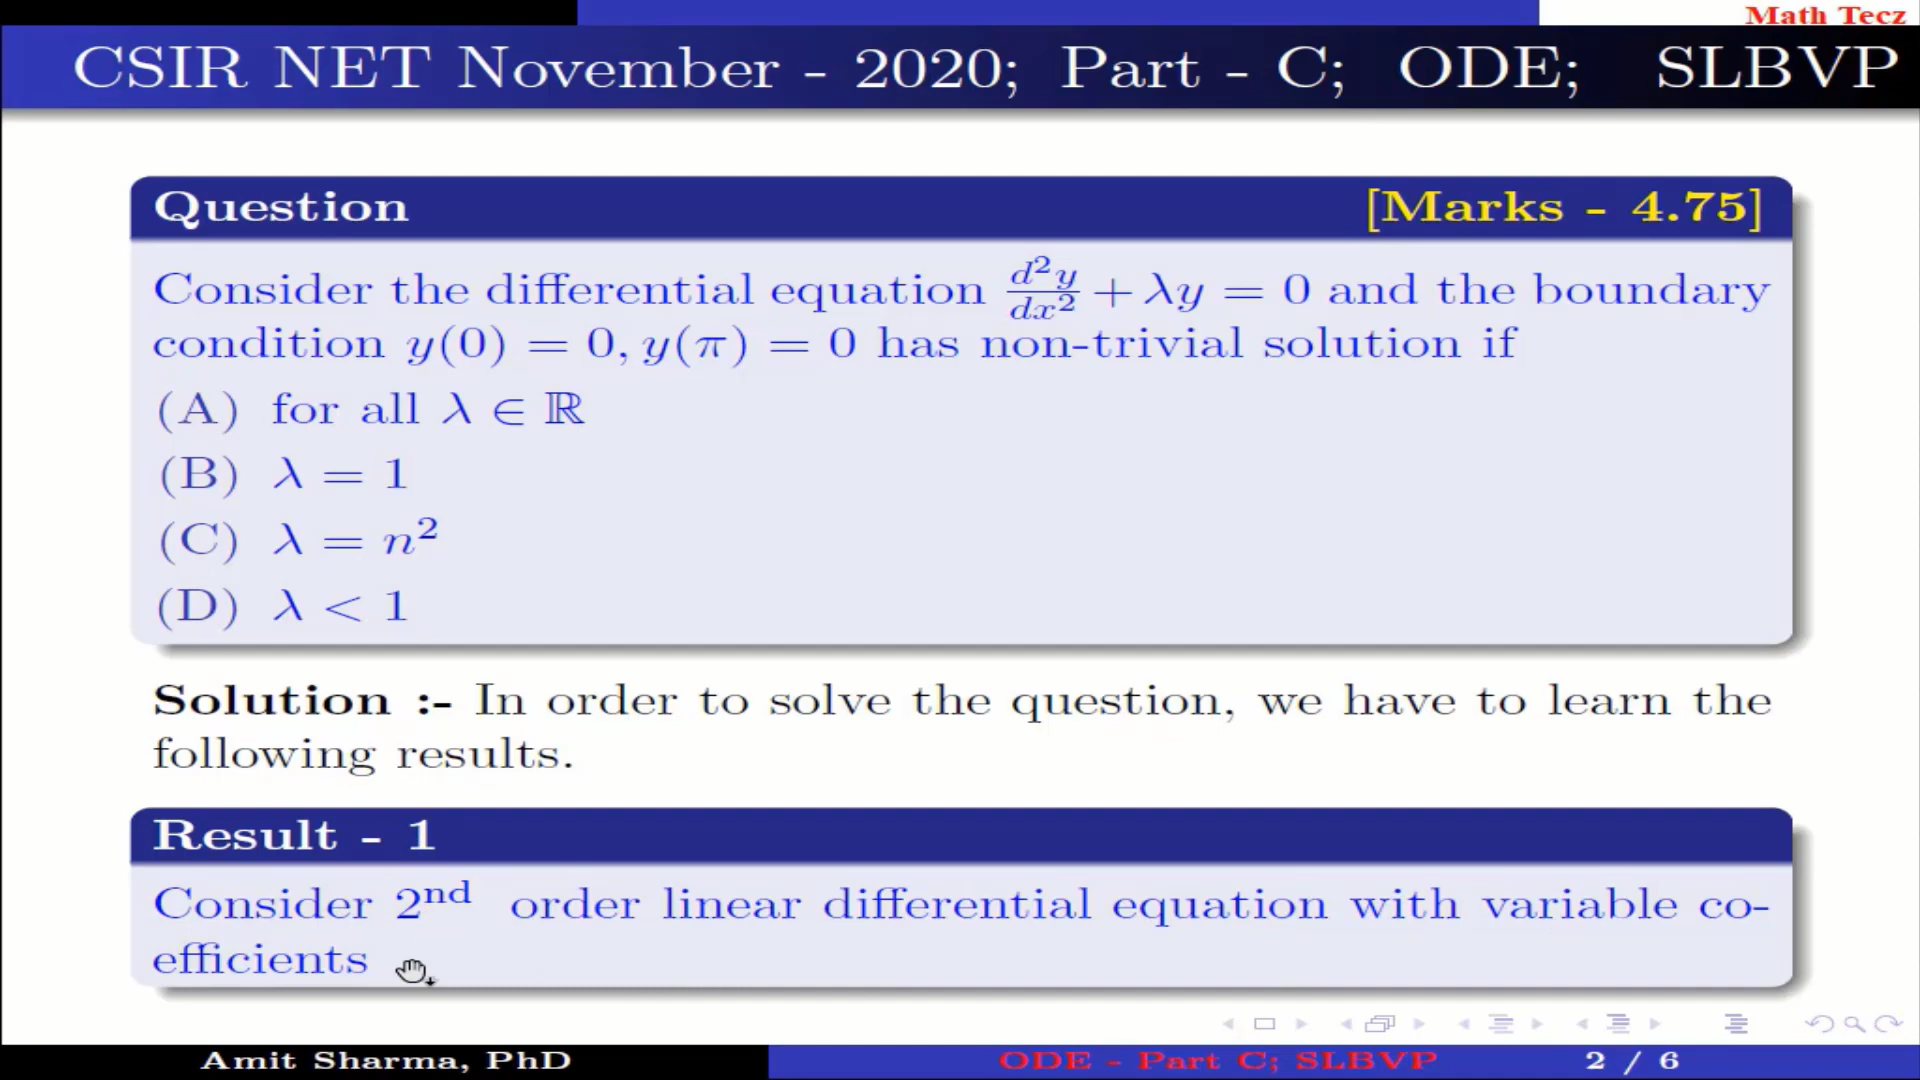 Math Tecz
CSIR NET November - 2020; Part - C; ODE; SLBVP
Question [Marks - 4.75]
Consider the differential equation d²y/dx² + λy = 0 and the boundary
condition y(0) = 0, y(π) = 0 has non-trivial solution if
(A) for all λ ∈ ℝ
(B) λ = 1
(C) λ = n²
(D) λ < 1
Solution :- In order to solve the question, we have to learn the
following results.
Result - 1
Consider 2ⁿᵈ order linear differential equation with variable co-
efficients
Amit Sharma, PhD ODE - Part C; SLBVP 2 / 6